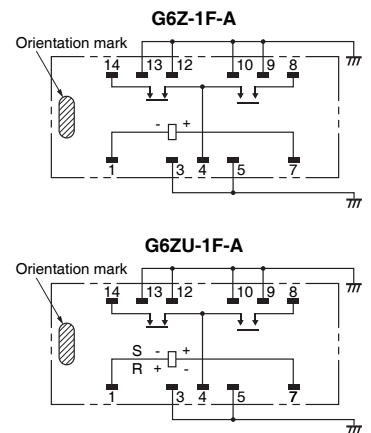 G6Z-1F-A
Orientation mark
14 13 12 10 9 8
- +
1 3 4 5 7
G6ZU-1F-A
Orientation mark
14 13 12 10 9 8
S - +
R + -
1 3 4 5 7